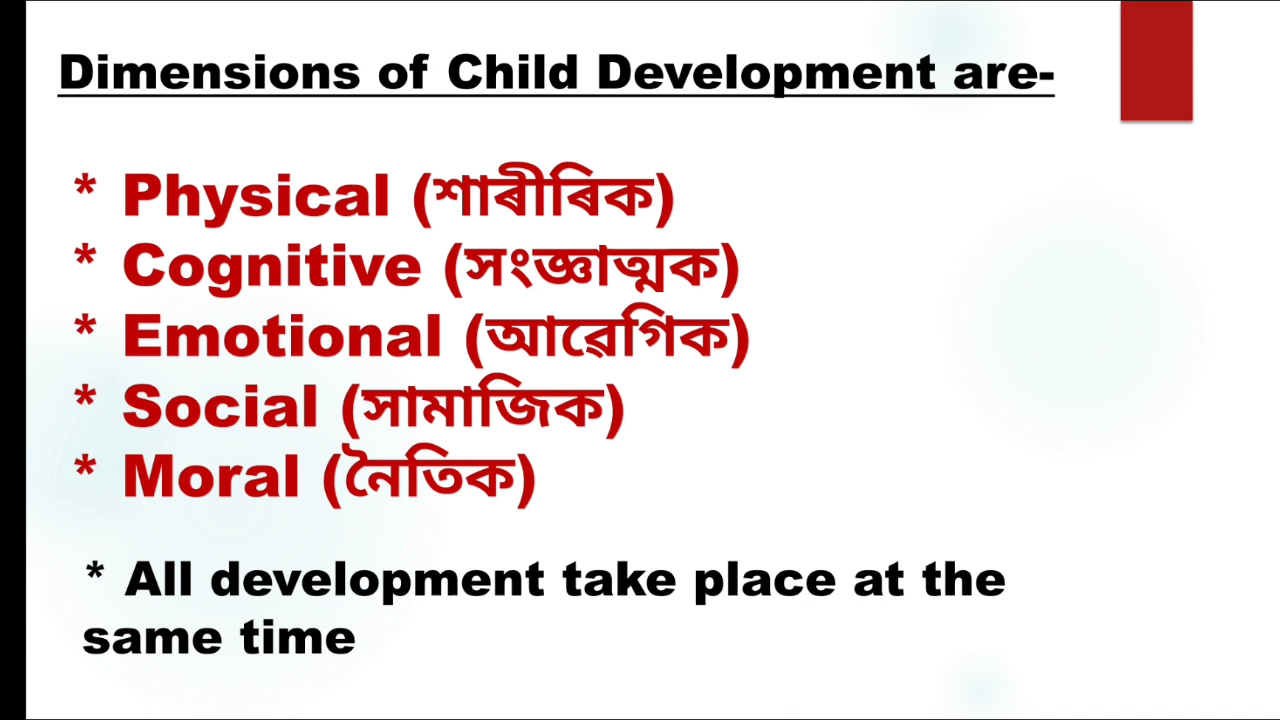 Dimensions of Child Development are-
* Physical (শাৰীৰিক)
* Cognitive (সংজ্ঞাত্মক)
* Emotional (আৱেগিক)
* Social (সামাজিক)
* Moral (নৈতিক)
* All development take place at the
same time